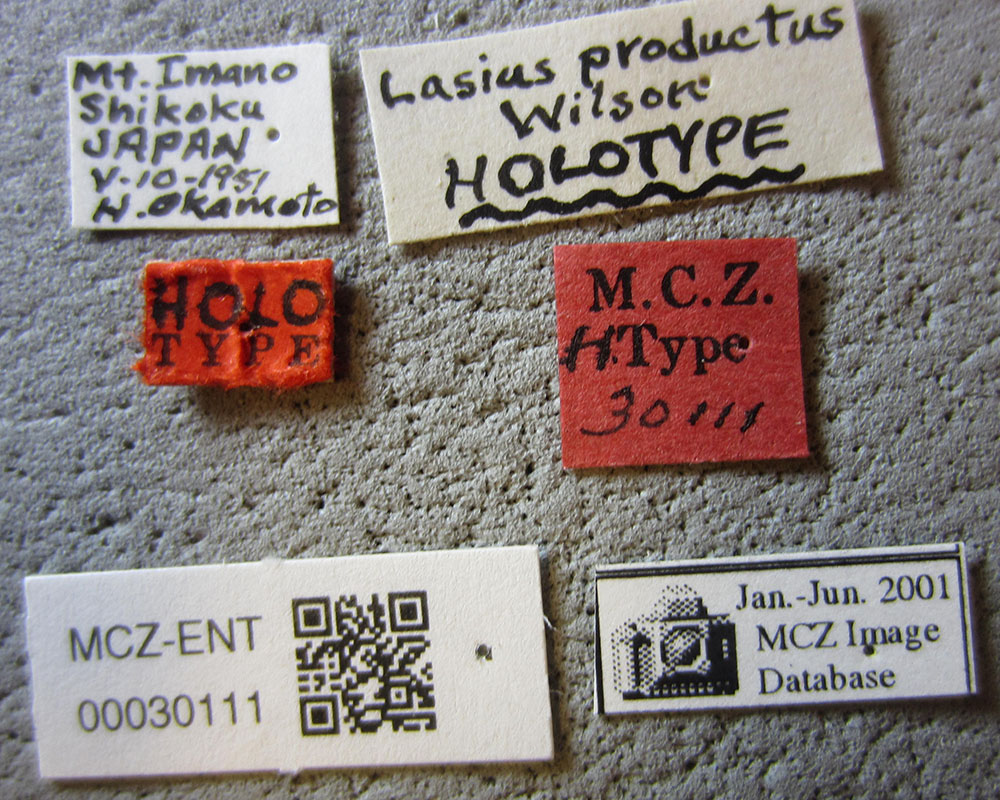 Mt. Imano
Shikoku
JAPAN
V-10-1951
H. Okamoto
Lasius productus
Wilson
HOLOTYPE
HOLO
TYPE
M.C.Z.
H.Type
30111
MCZ-ENT
00030111
Jan.-Jun. 2001
MCZ Image
Database